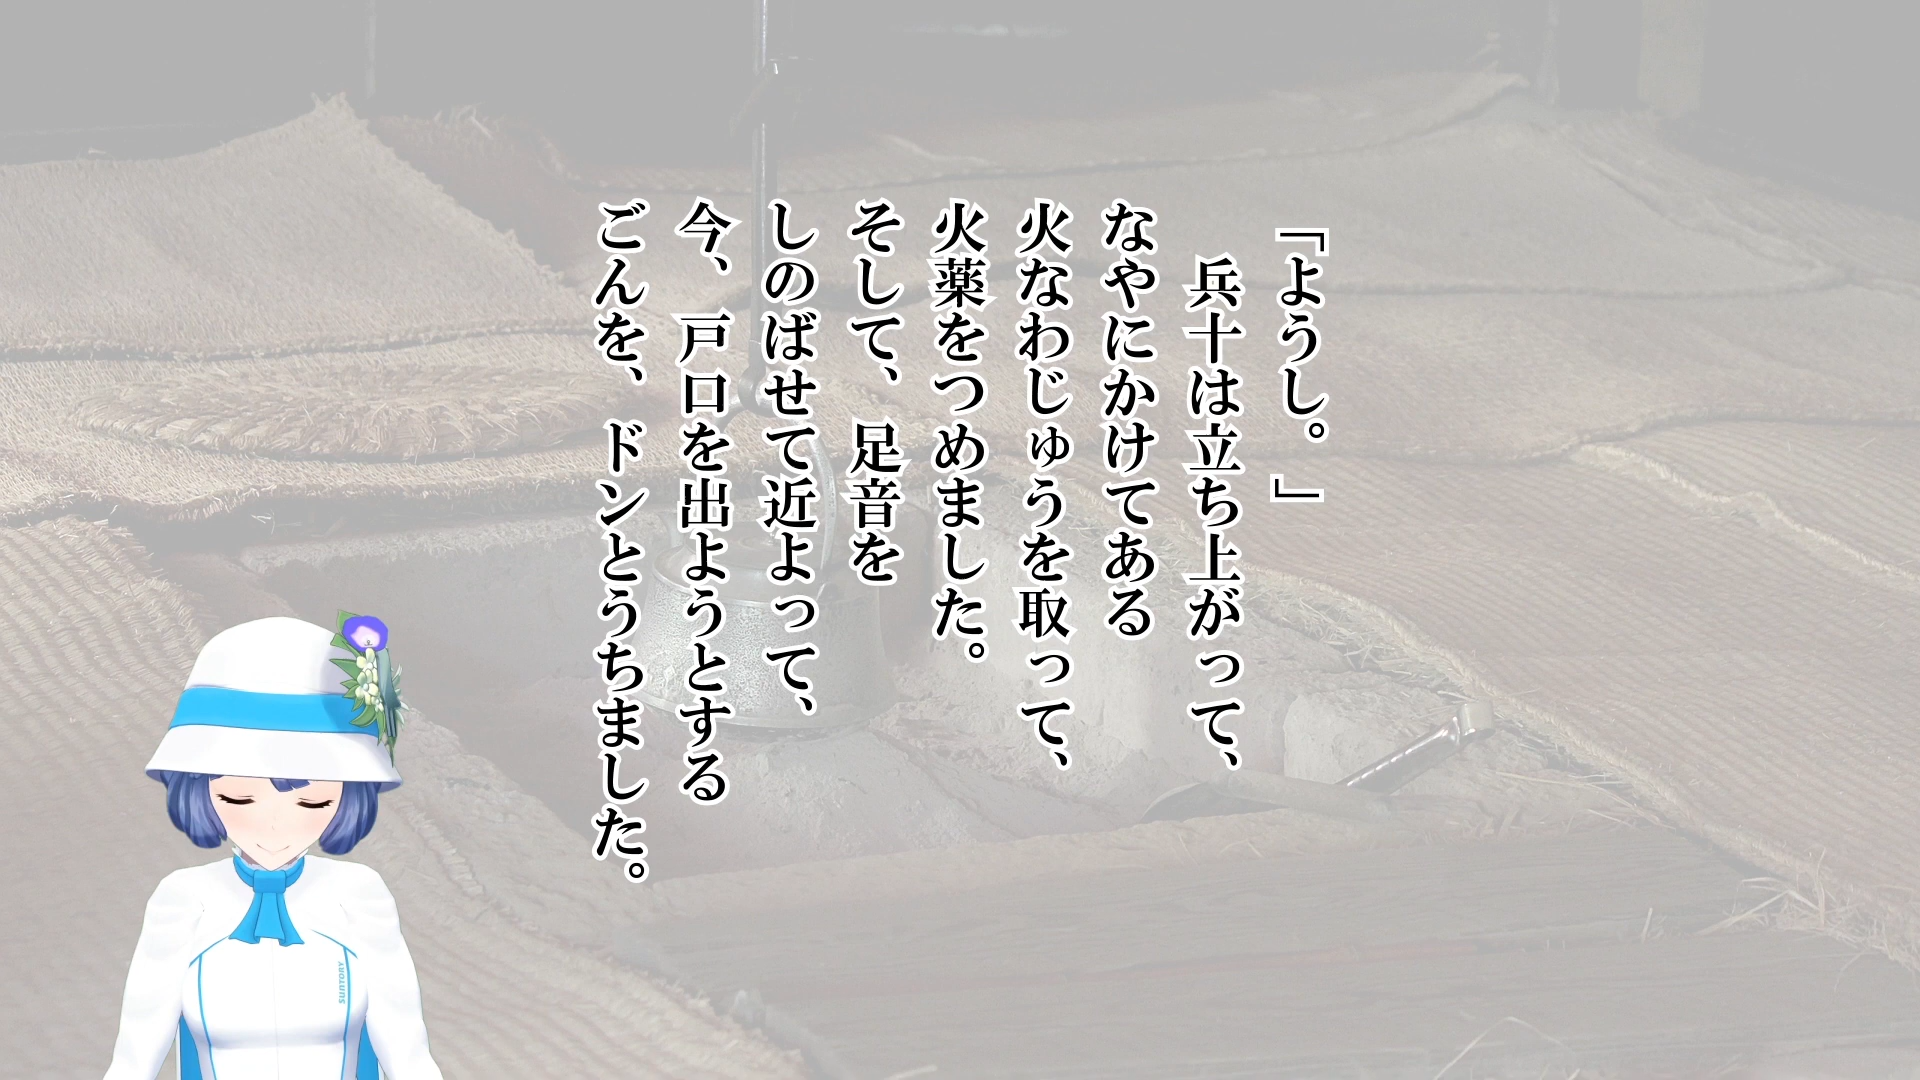 「ようし。」
兵十は立ち上がって、
なやにかけてある
火なわじゅうを取って、
火薬をつめました。
そして、足音を
しのばせて近よって、
今、戸口を出ようとする
ごんを、ドンとうちました。
SUNTORY